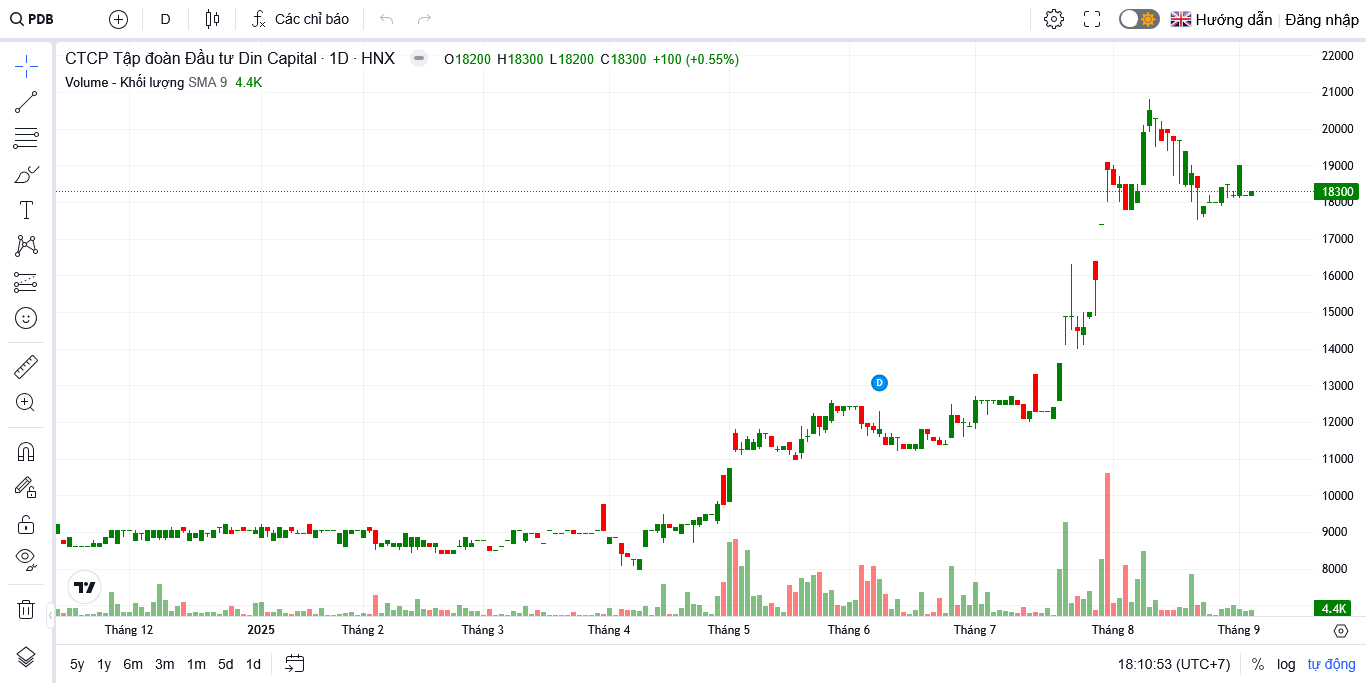 PDB D Các chỉ báo Hướng dẫn Đăng nhập
CTCP Tập đoàn Đầu tư Din Capital · 1D · HNX O18200 H18300 L18200 C18300 +100 (+0.55%)
Volume - Khối lượng SMA 9 4.4K
22000
21000
20000
19000
18300
18000
17000
16000
15000
14000
13000
D
12000
11000
10000
9000
8000
4.4K
Tháng 12 2025 Tháng 2 Tháng 3 Tháng 4 Tháng 5 Tháng 6 Tháng 7 Tháng 8 Tháng 9
5y 1y 6m 3m 1m 5d 1d 18:10:53 (UTC+7) % log tự động